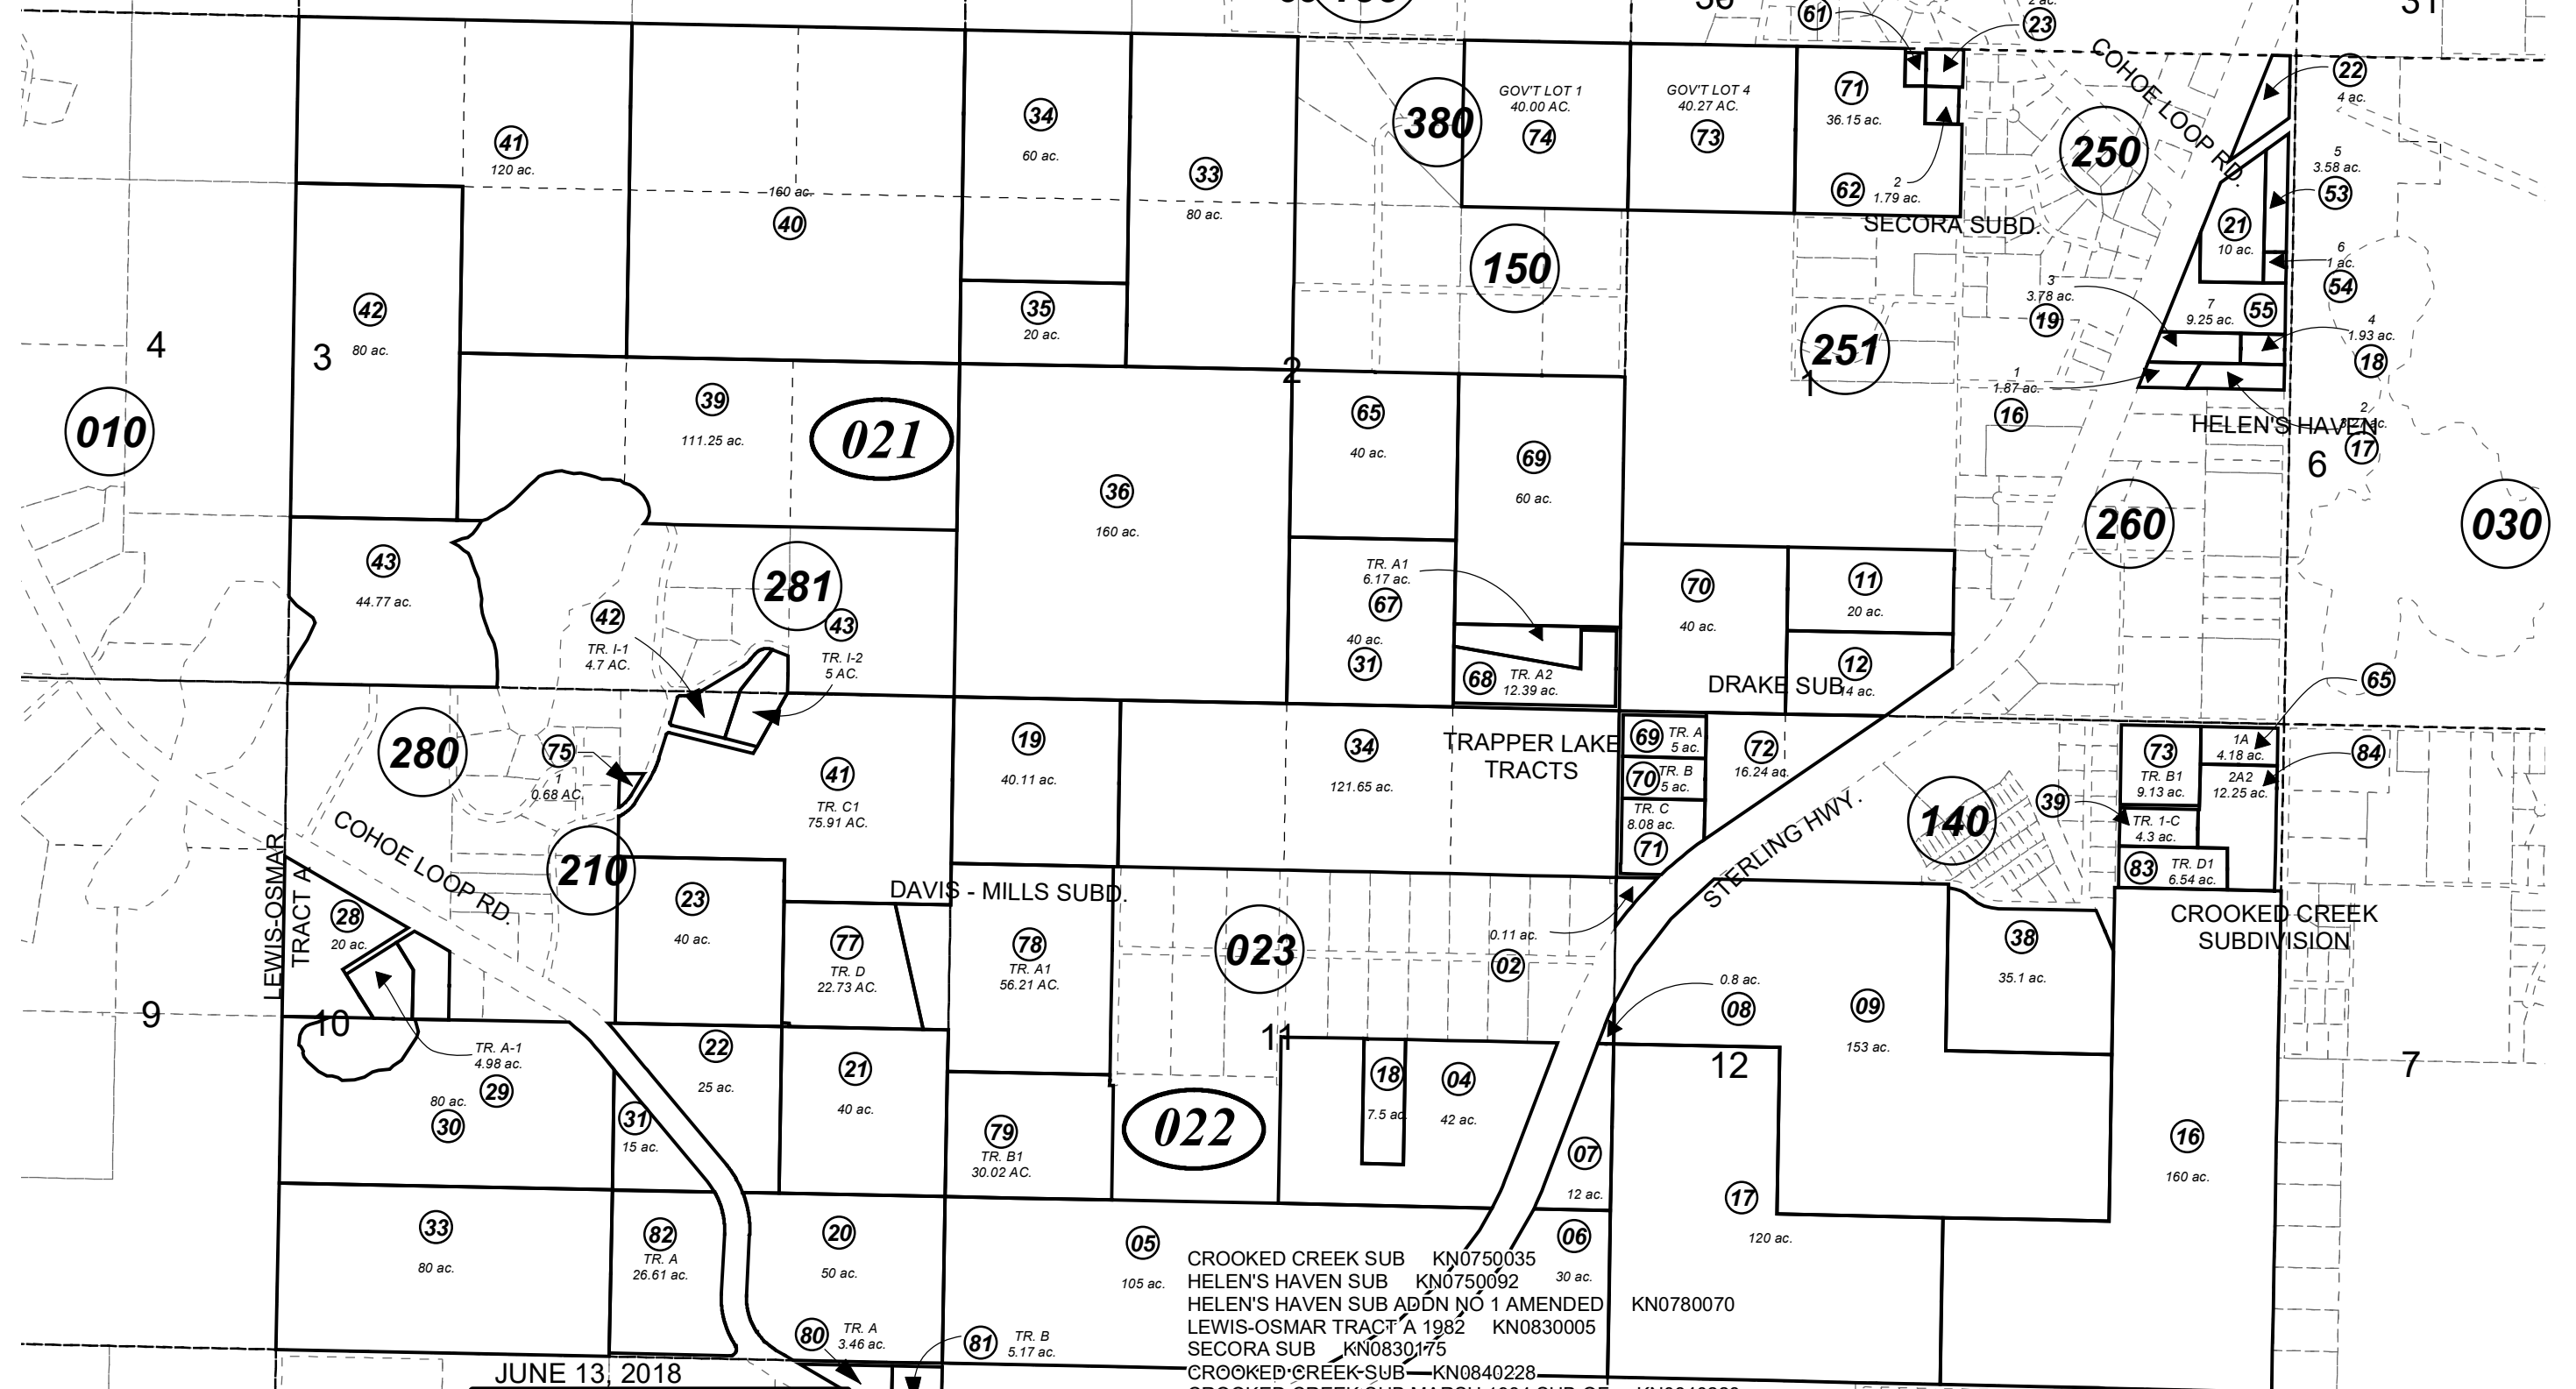 61
2 ac.
23
31
COHOE LOOP RD.
22
4 ac.
41
120 ac.
34
60 ac.
33
80 ac.
160 ac.
40
380
GOV'T LOT 1
40.00 AC.
74
GOV'T LOT 4
40.27 AC.
73
71
36.15 ac.
62
2
1.79 ac.
SECORA SUBD.
250
5
3.58 ac.
53
21
10 ac.
6
1 ac.
54
42
80 ac.
4
3
35
20 ac.
150
2
251
1
3
3.78 ac.
19
7
9.25 ac.
55
4
1.93 ac.
18
1
1.87 ac.
16
HELEN'S HAVEN
2
3.27 ac.
17
6
010
39
111.25 ac.
021
65
40 ac.
69
60 ac.
36
160 ac.
260
030
43
44.77 ac.
281
42
TR. I-1
4.7 AC.
43
TR. I-2
5 AC.
TR. A1
6.17 ac.
67
40 ac.
31
68
TR. A2
12.39 ac.
70
40 ac.
11
20 ac.
12
14 ac.
DRAKE SUB
65
280
75
1
0.68 AC.
41
TR. C1
75.91 AC.
19
40.11 ac.
34
121.65 ac.
TRAPPER LAKE
TRACTS
69
TR. A
5 ac.
70
TR. B
5 ac.
TR. C
8.08 ac.
71
72
16.24 ac.
STERLING HWY.
140
39
73
TR. B1
9.13 ac.
1A
4.18 ac.
2A2
12.25 ac.
84
TR. 1-C
4.3 ac.
83
TR. D1
6.54 ac.
CROOKED CREEK
SUBDIVISION
COHOE LOOP RD.
210
LEWIS-OSMAR
TRACT A
28
20 ac.
23
40 ac.
DAVIS - MILLS SUBD.
77
TR. D
22.73 AC.
78
TR. A1
56.21 AC.
023
0.11 ac.
02
0.8 ac.
08
09
153 ac.
38
35.1 ac.
9
10
11
12
7
TR. A-1
4.98 ac.
29
80 ac.
30
22
25 ac.
31
15 ac.
21
40 ac.
79
TR. B1
30.02 AC.
022
18
7.5 ac.
04
42 ac.
07
12 ac.
17
120 ac.
16
160 ac.
33
80 ac.
82
TR. A
26.61 ac.
20
50 ac.
05
105 ac.
06
30 ac.
80
TR. A
3.46 ac.
81
TR. B
5.17 ac.
CROOKED CREEK SUB KN0750035
HELEN'S HAVEN SUB KN0750092
HELEN'S HAVEN SUB ADDN NO 1 AMENDED KN0780070
LEWIS-OSMAR TRACT A 1982 KN0830005
SECORA SUB KN0830175
CROOKED CREEK SUB KN0840228
JUNE 13, 2018